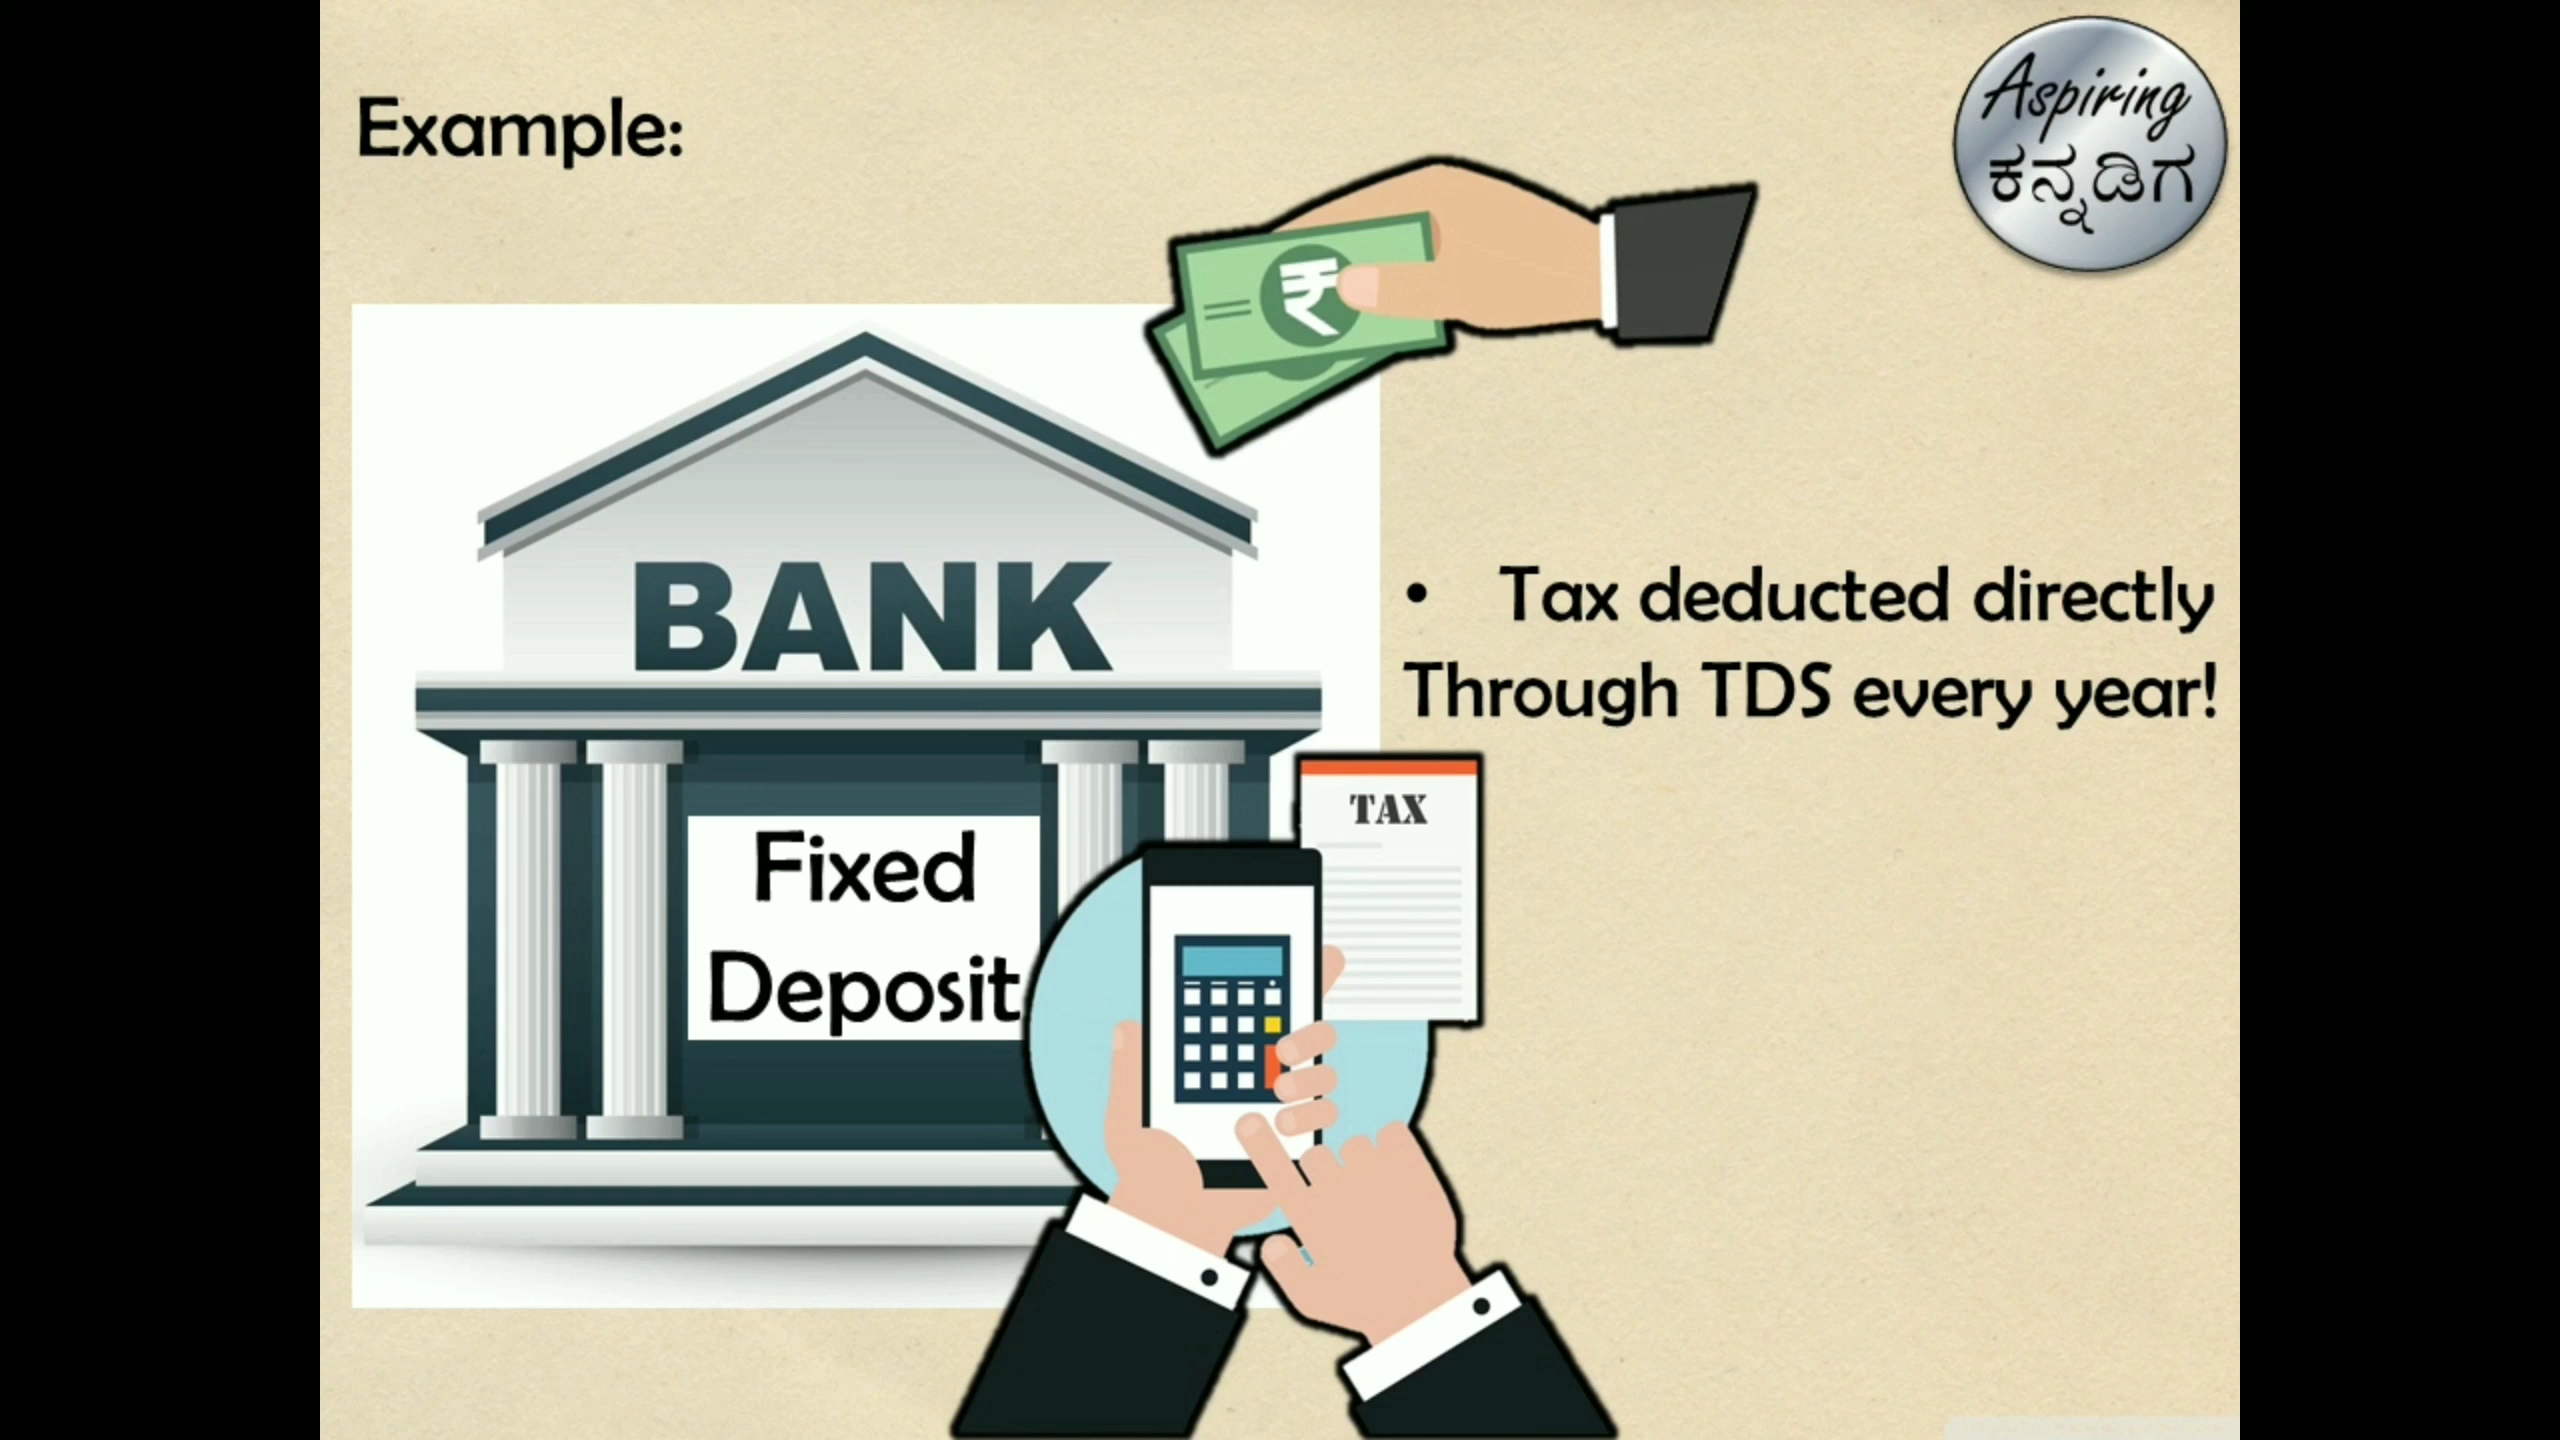 Example:
Aspiring
ಕನ್ನಡಿಗ
₹
BANK
• Tax deducted directly
Through TDS every year!
TAX
Fixed
Deposit